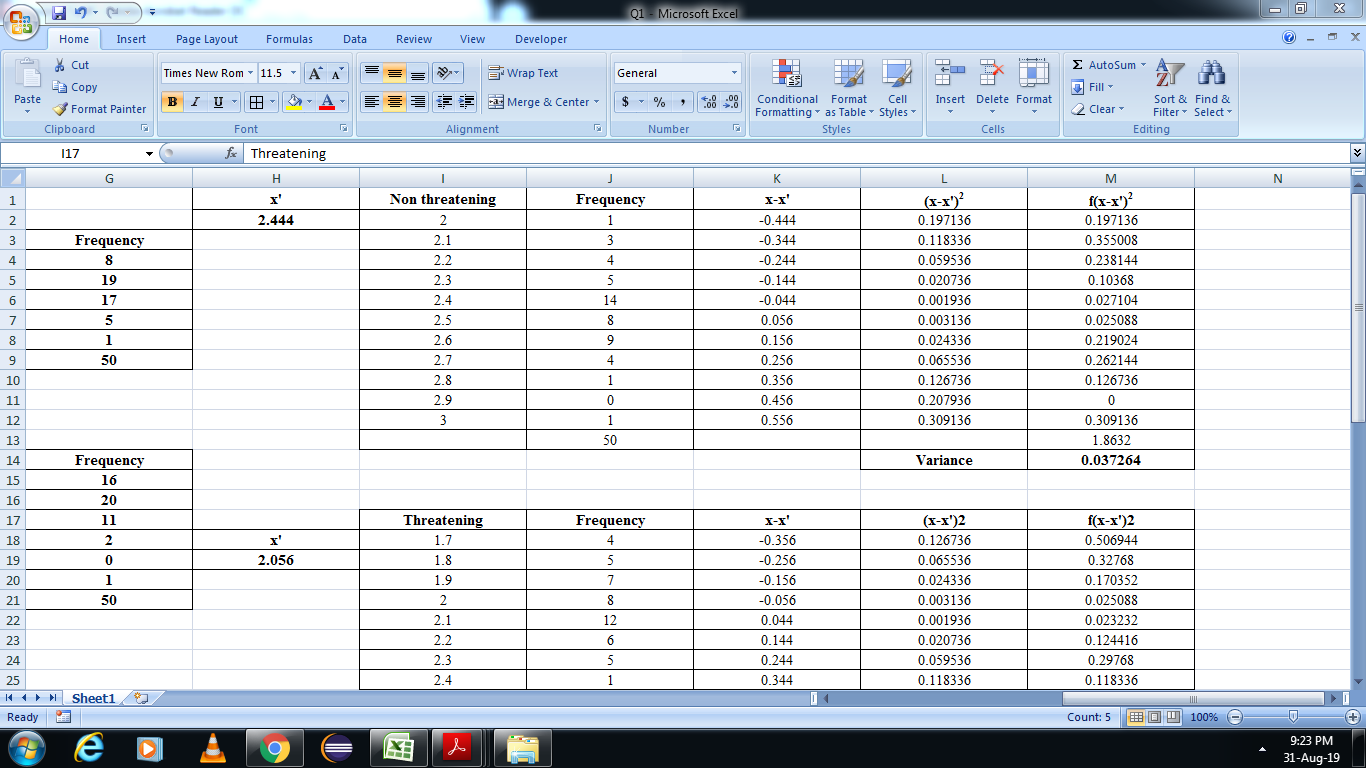 Q1 - Microsoft Excel
Home Insert Page Layout Formulas Data Review View Developer
Paste Cut Copy Format Painter Clipboard
Times New Rom 11.5 A A B I U A Font
Wrap Text Merge & Center Alignment
General $ % , .00 Number
Conditional Formatting Format as Table Cell Styles Styles
Insert Delete Format Cells
Σ AutoSum Fill Clear Sort & Filter Find & Select Editing
I17 fx Threatening
G H I J K L M N
1 x' Non threatening Frequency x-x' (x-x')² f(x-x')²
2 2.444 2 1 -0.444 0.197136 0.197136
3 Frequency 2.1 3 -0.344 0.118336 0.355008
4 8 2.2 4 -0.244 0.059536 0.238144
5 19 2.3 5 -0.144 0.020736 0.10368
6 17 2.4 14 -0.044 0.001936 0.027104
7 5 2.5 8 0.056 0.003136 0.025088
8 1 2.6 9 0.156 0.024336 0.219024
9 50 2.7 4 0.256 0.065536 0.262144
10 2.8 1 0.356 0.126736 0.126736
11 2.9 0 0.456 0.207936 0
12 3 1 0.556 0.309136 0.309136
13 50 1.8632
14 Frequency Variance 0.037264
15 16
16 20
17 11 Threatening Frequency x-x' (x-x')2 f(x-x')2
18 2 x' 1.7 4 -0.356 0.126736 0.506944
19 0 2.056 1.8 5 -0.256 0.065536 0.32768
20 1 1.9 7 -0.156 0.024336 0.170352
21 50 2 8 -0.056 0.003136 0.025088
22 2.1 12 0.044 0.001936 0.023232
23 2.2 6 0.144 0.020736 0.124416
24 2.3 5 0.244 0.059536 0.29768
25 2.4 1 0.344 0.118336 0.118336
Sheet1
Ready Count: 5 100%
9:23 PM
31-Aug-19